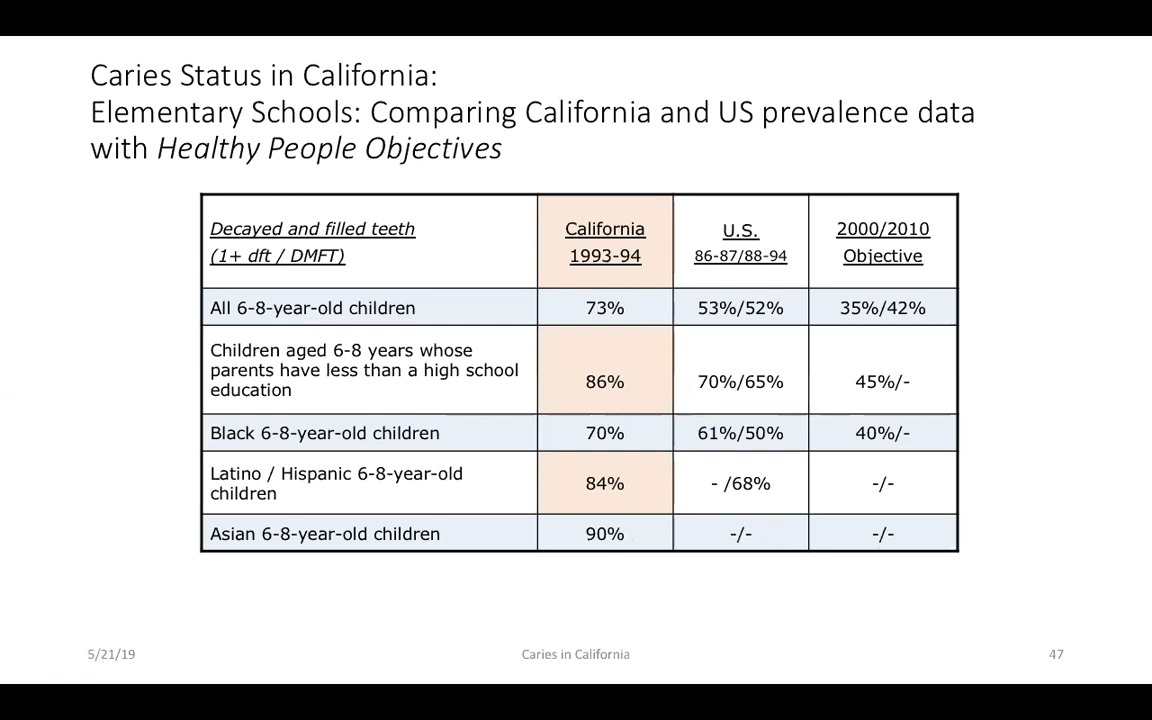 Caries Status in California:
Elementary Schools: Comparing California and US prevalence data
with Healthy People Objectives
Decayed and filled teeth
(1+ dft / DMFT)
California
1993-94
U.S.
86-87/88-94
2000/2010
Objective
All 6-8-year-old children
73%
53%/52%
35%/42%
Children aged 6-8 years whose
parents have less than a high school
education
86%
70%/65%
45%/-
Black 6-8-year-old children
70%
61%/50%
40%/-
Latino / Hispanic 6-8-year-old
children
84%
- /68%
-/-
Asian 6-8-year-old children
90%
-/-
-/-
5/21/19
Caries in California
47